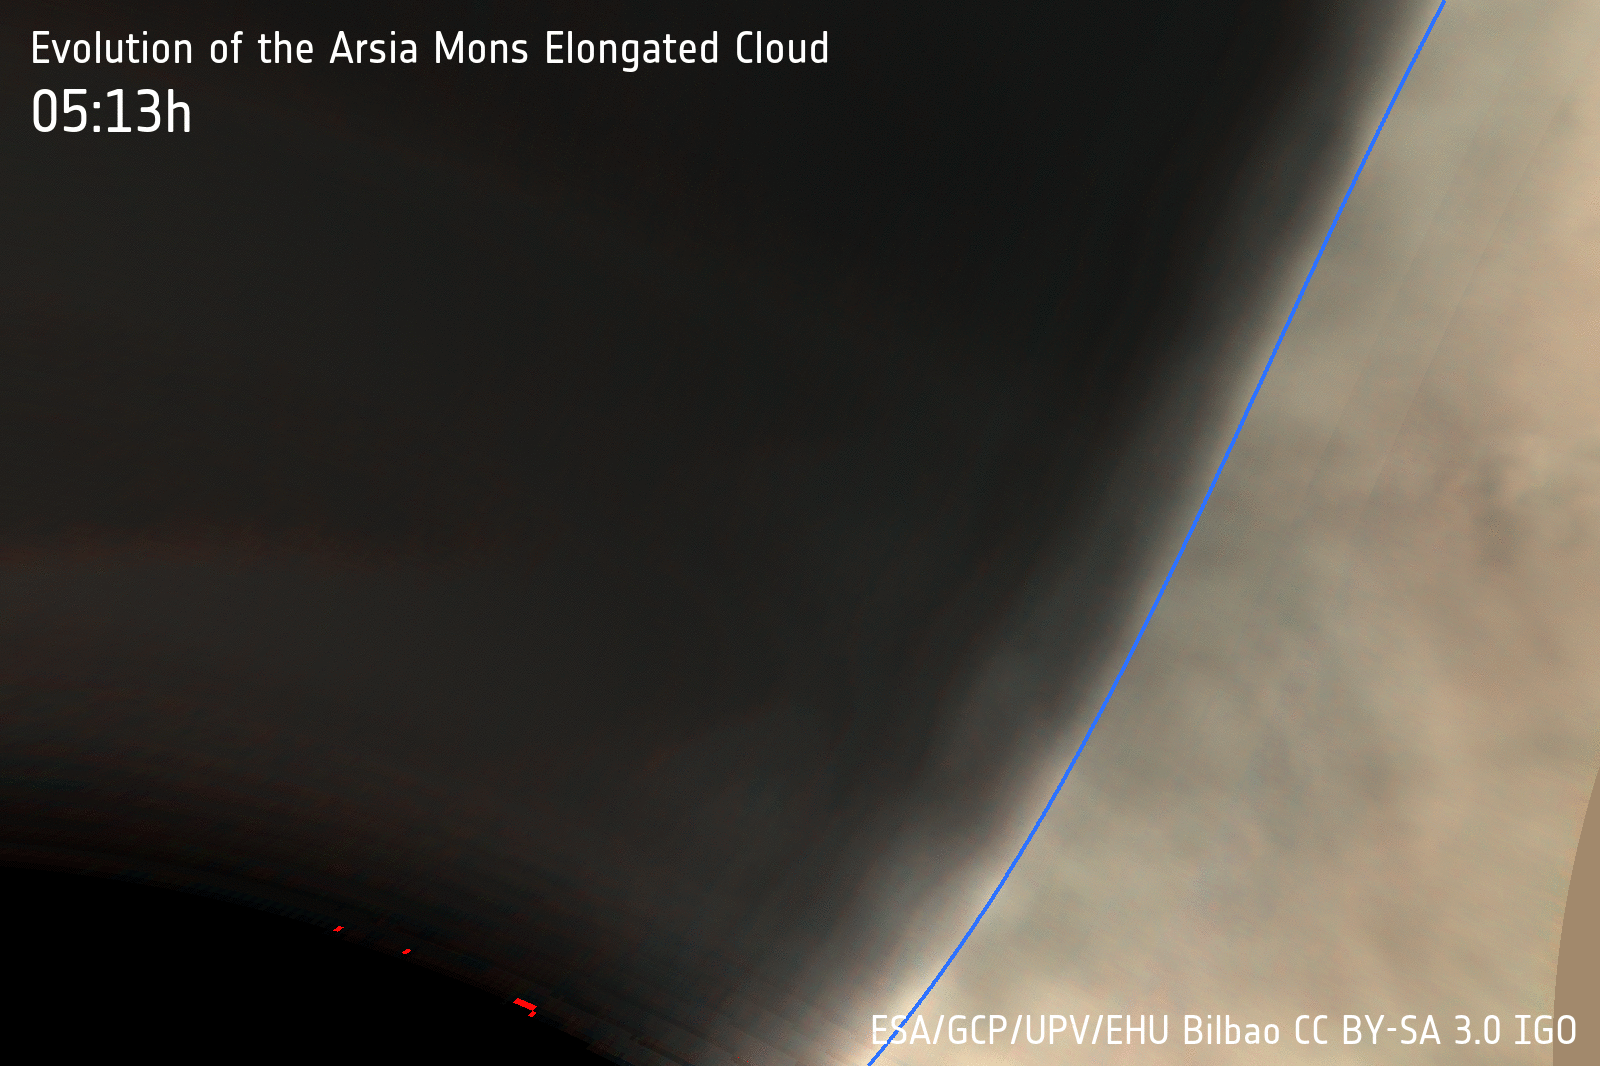 Evolution of the Arsia Mons Elongated Cloud
05:13h
ESA/GCP/UPV/EHU Bilbao CC BY-SA 3.0 IGO